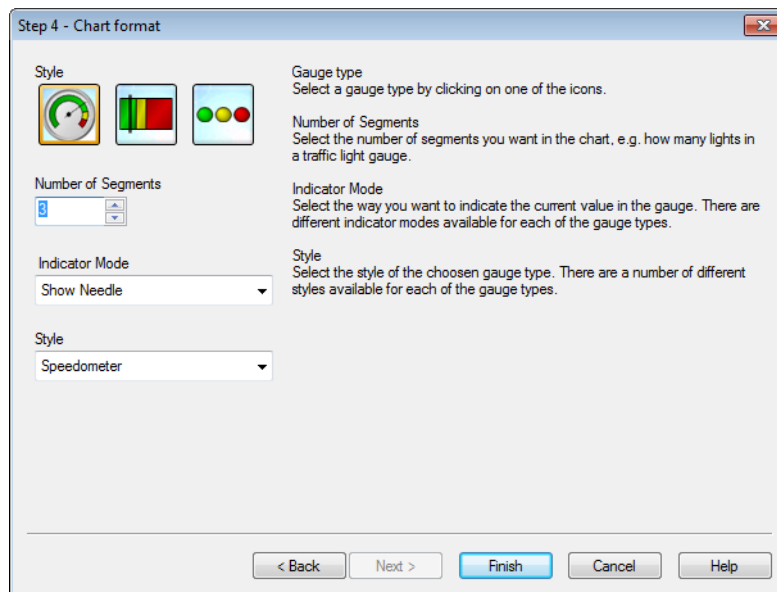 Step 4 - Chart format
Style
Number of Segments
3
Indicator Mode
Show Needle
Style
Speedometer
Gauge type
Select a gauge type by clicking on one of the icons.
Number of Segments
Select the number of segments you want in the chart, e.g. how many lights in
a traffic light gauge.
Indicator Mode
Select the way you want to indicate the current value in the gauge. There are
different indicator modes available for each of the gauge types.
Style
Select the style of the choosen gauge type. There are a number of different
styles available for each of the gauge types.
< Back
Next >
Finish
Cancel
Help